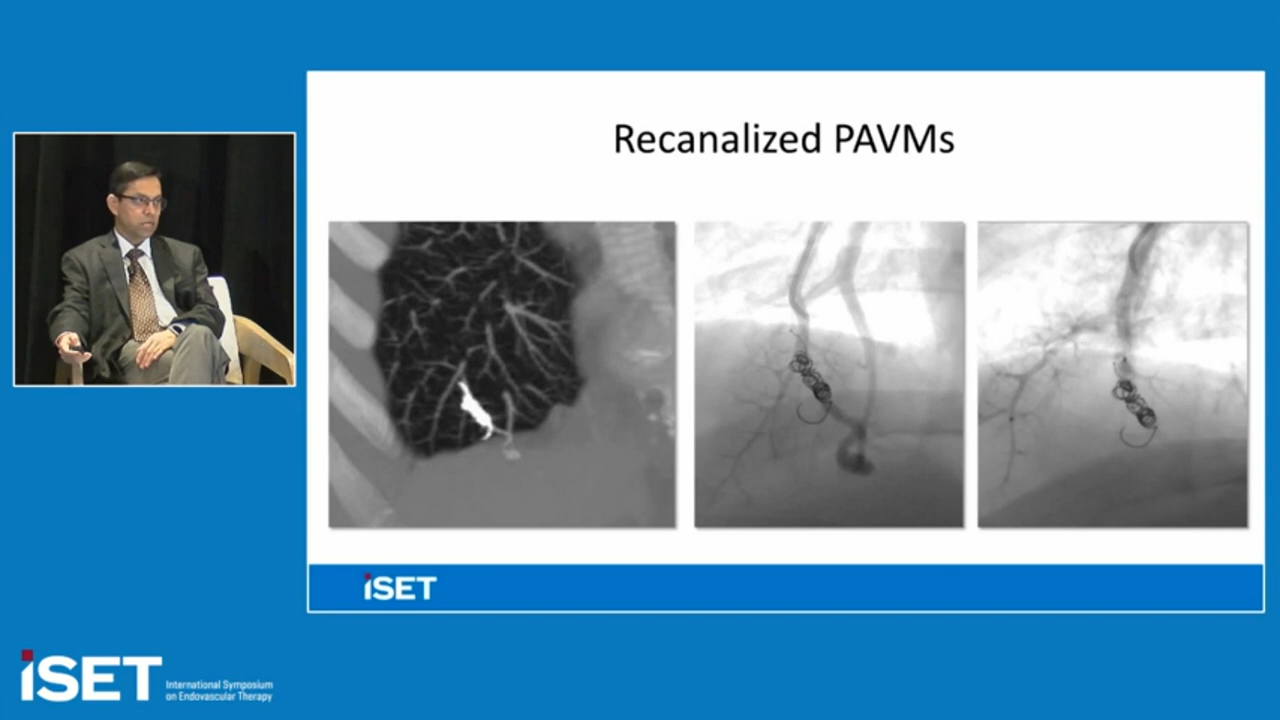 Recanalized PAVMs
iSET
iSET
International Symposium
on Endovascular Therapy